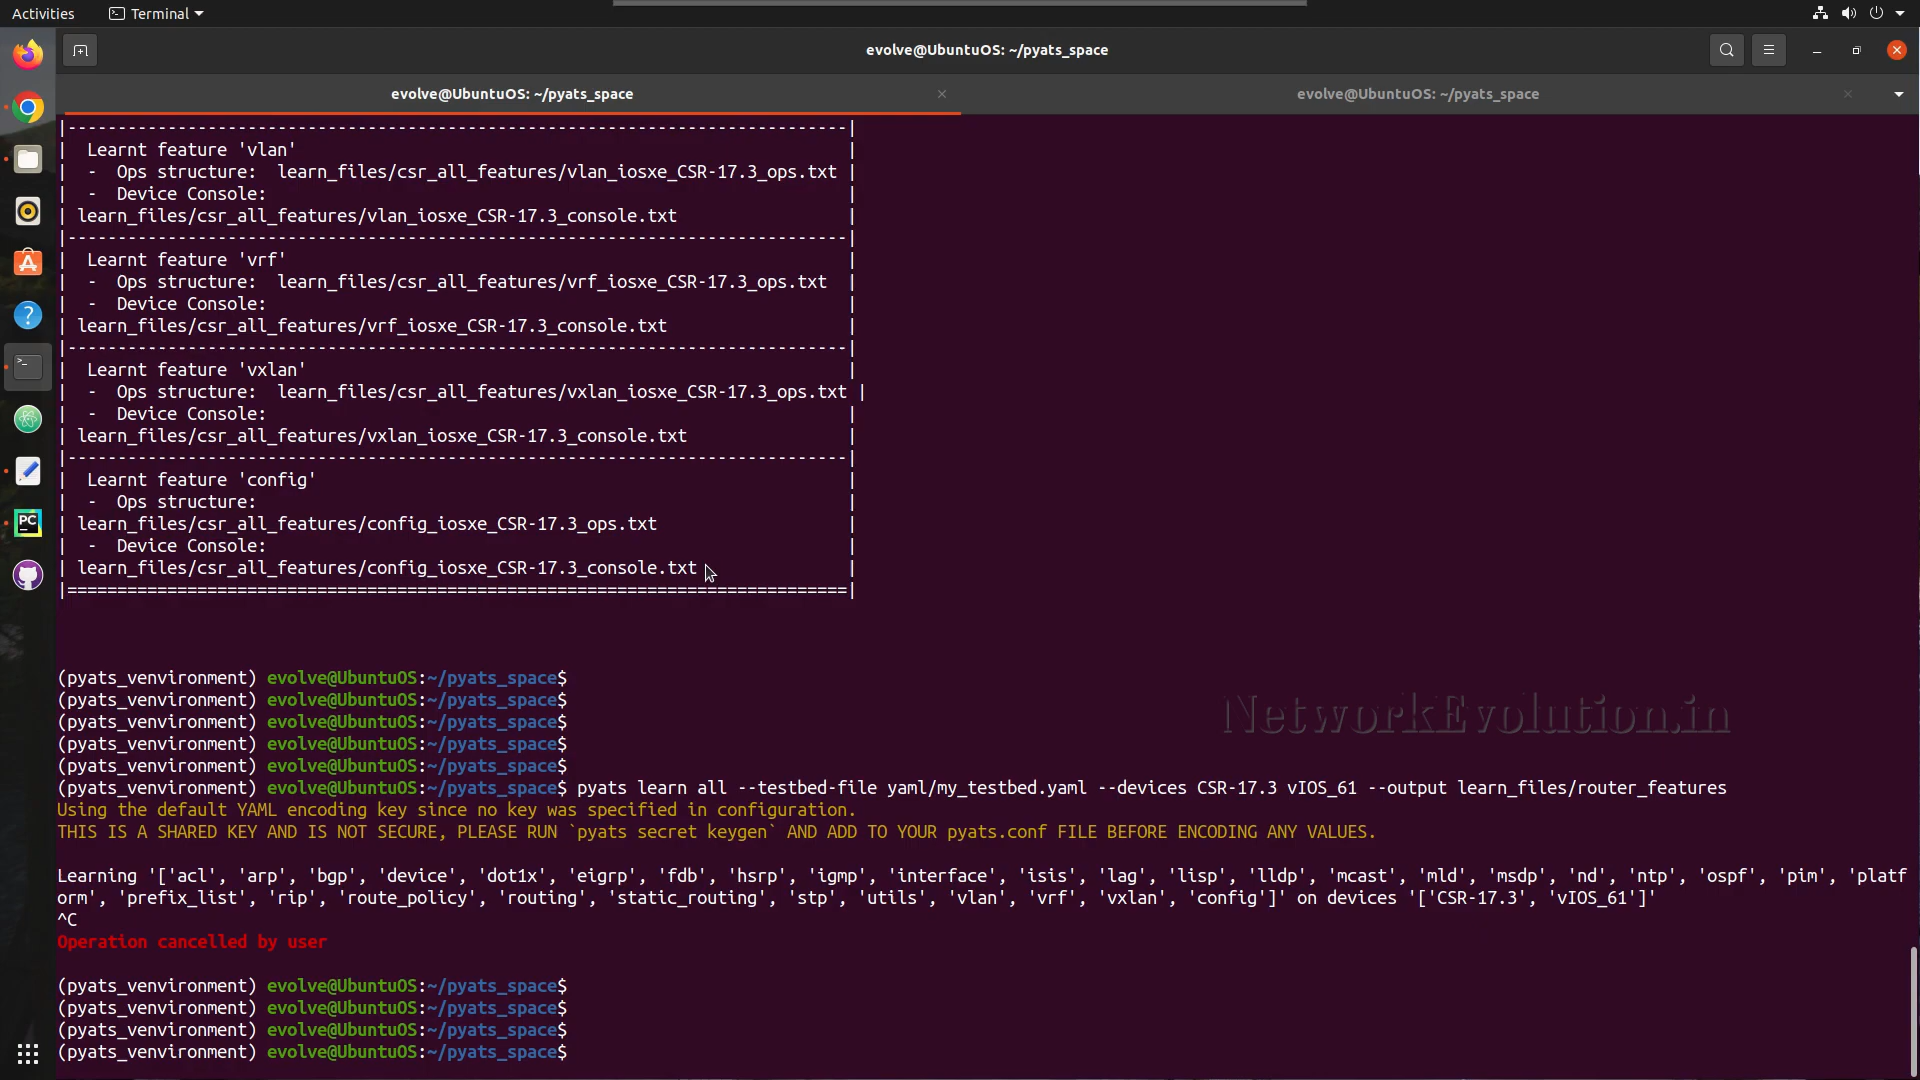 Activities Terminal
evolve@UbuntuOS: ~/pyats_space
evolve@UbuntuOS: ~/pyats_space × evolve@UbuntuOS: ~/pyats_space ×
|------------------------------------------------------------------------------|
| Learnt feature 'vlan' |
| - Ops structure: learn_files/csr_all_features/vlan_iosxe_CSR-17.3_ops.txt |
| - Device Console: |
| learn_files/csr_all_features/vlan_iosxe_CSR-17.3_console.txt |
|------------------------------------------------------------------------------|
| Learnt feature 'vrf' |
| - Ops structure: learn_files/csr_all_features/vrf_iosxe_CSR-17.3_ops.txt |
| - Device Console: |
| learn_files/csr_all_features/vrf_iosxe_CSR-17.3_console.txt |
|------------------------------------------------------------------------------|
| Learnt feature 'vxlan' |
| - Ops structure: learn_files/csr_all_features/vxlan_iosxe_CSR-17.3_ops.txt |
| - Device Console: |
| learn_files/csr_all_features/vxlan_iosxe_CSR-17.3_console.txt |
|------------------------------------------------------------------------------|
| Learnt feature 'config' |
| - Ops structure: |
| learn_files/csr_all_features/config_iosxe_CSR-17.3_ops.txt |
| - Device Console: |
| learn_files/csr_all_features/config_iosxe_CSR-17.3_console.txt |
|==============================================================================|
(pyats_venvironment) evolve@UbuntuOS:~/pyats_space$
(pyats_venvironment) evolve@UbuntuOS:~/pyats_space$
NetworkEvolution.in
(pyats_venvironment) evolve@UbuntuOS:~/pyats_space$
(pyats_venvironment) evolve@UbuntuOS:~/pyats_space$
(pyats_venvironment) evolve@UbuntuOS:~/pyats_space$
(pyats_venvironment) evolve@UbuntuOS:~/pyats_space$ pyats learn all --testbed-file yaml/my_testbed.yaml --devices CSR-17.3 vIOS_61 --output learn_files/router_features
Using the default YAML encoding key since no key was specified in configuration.
THIS IS A SHARED KEY AND IS NOT SECURE, PLEASE RUN `pyats secret keygen` AND ADD TO YOUR pyats.conf FILE BEFORE ENCODING ANY VALUES.
Learning '['acl', 'arp', 'bgp', 'device', 'dot1x', 'eigrp', 'fdb', 'hsrp', 'igmp', 'interface', 'isis', 'lag', 'lisp', 'lldp', 'mcast', 'mld', 'msdp', 'nd', 'ntp', 'ospf', 'pim', 'platf
orm', 'prefix_list', 'rip', 'route_policy', 'routing', 'static_routing', 'stp', 'utils', 'vlan', 'vrf', 'vxlan', 'config']' on devices '['CSR-17.3', 'vIOS_61']'
^C
Operation cancelled by user
(pyats_venvironment) evolve@UbuntuOS:~/pyats_space$
(pyats_venvironment) evolve@UbuntuOS:~/pyats_space$
(pyats_venvironment) evolve@UbuntuOS:~/pyats_space$
(pyats_venvironment) evolve@UbuntuOS:~/pyats_space$
PC